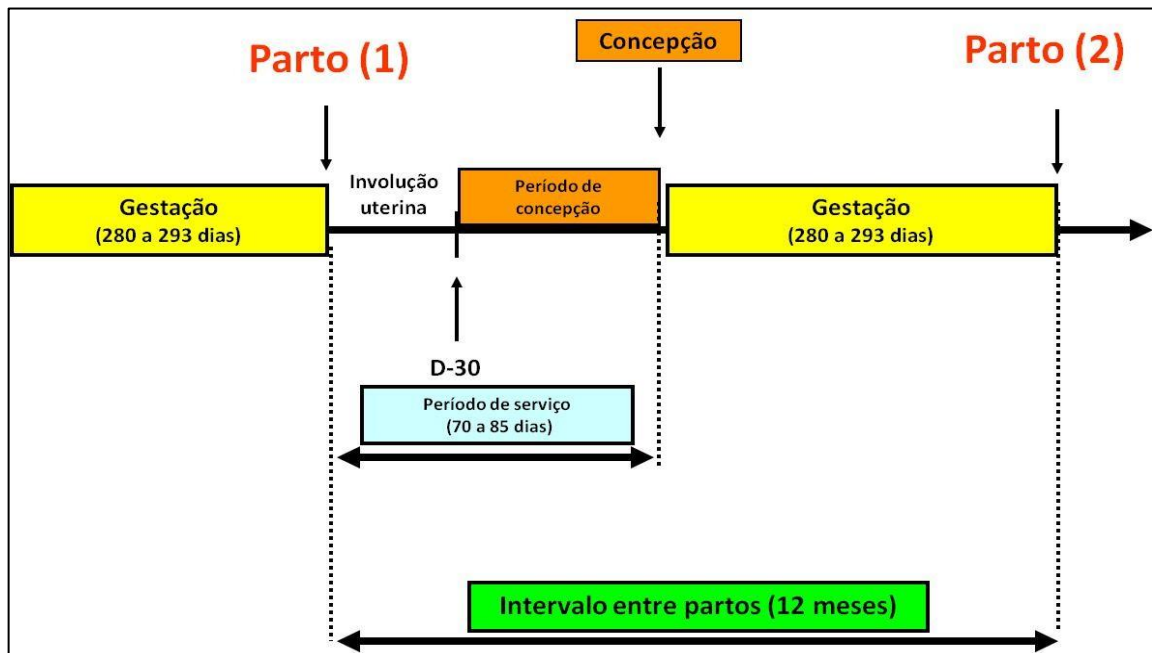 Concepção
Parto (1)
Parto (2)
Involução
uterina
Período de
concepção
Gestação
(280 a 293 dias)
Gestação
(280 a 293 dias)
D-30
Período de serviço
(70 a 85 dias)
Intervalo entre partos (12 meses)